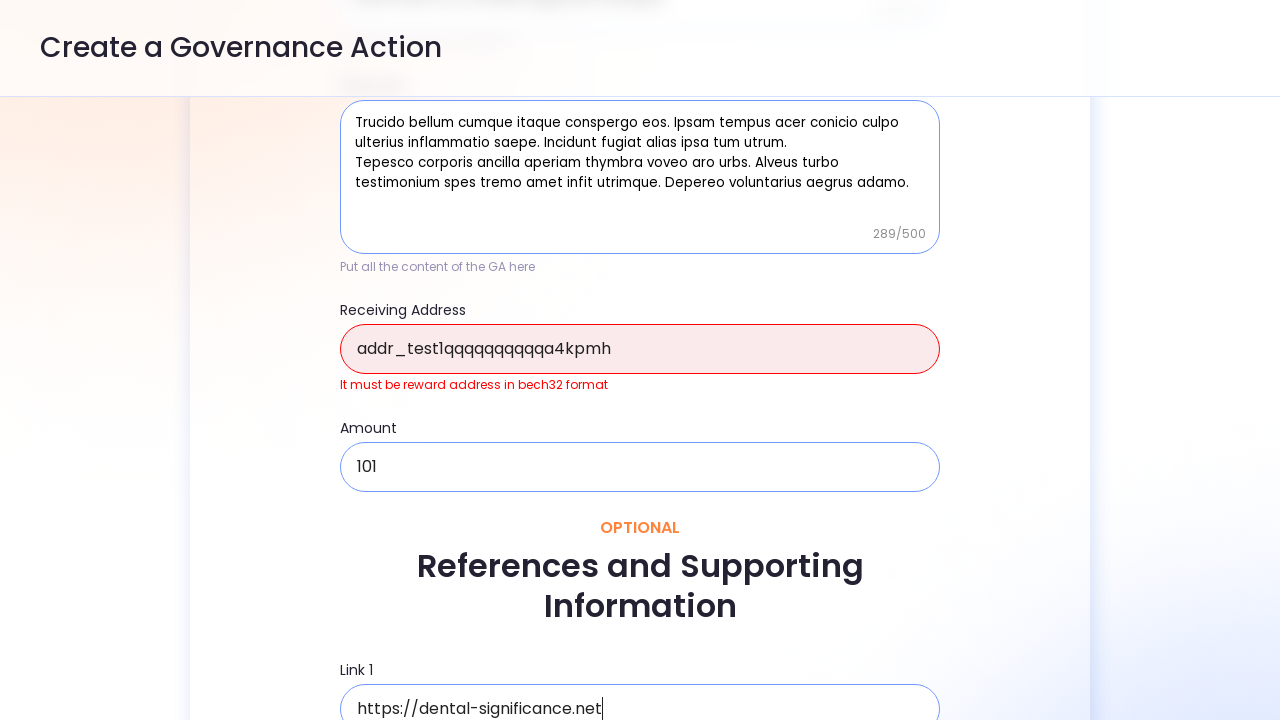 Create a Governance Action
Trucido bellum cumque itaque conspergo eos. Ipsam tempus acer conicio culpo
ulterius inflammatio saepe. Incidunt fugiat alias ipsa tum utrum.
Tepesco corporis ancilla aperiam thymbra voveo aro urbs. Alveus turbo
testimonium spes tremo amet infit utrimque. Depereo voluntarius aegrus adamo.
289/500
Put all the content of the GA here
Receiving Address
addr_test1qqqqqqqqqqa4kpmh
It must be reward address in bech32 format
Amount
101
OPTIONAL
References and Supporting
Information
Link 1
https://dental-significance.net